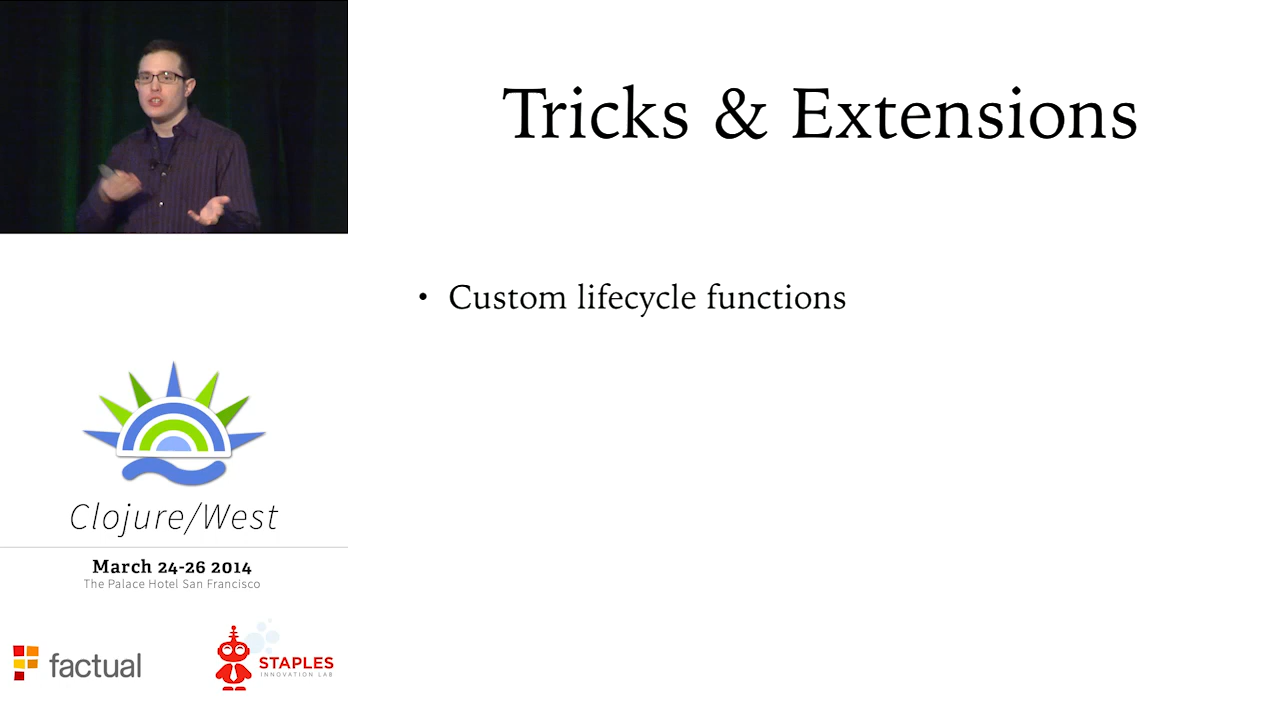 Tricks & Extensions
• Custom lifecycle functions
Clojure/West
March 24-26 2014
The Palace Hotel San Francisco
factual
STAPLES
INNOVATION LAB